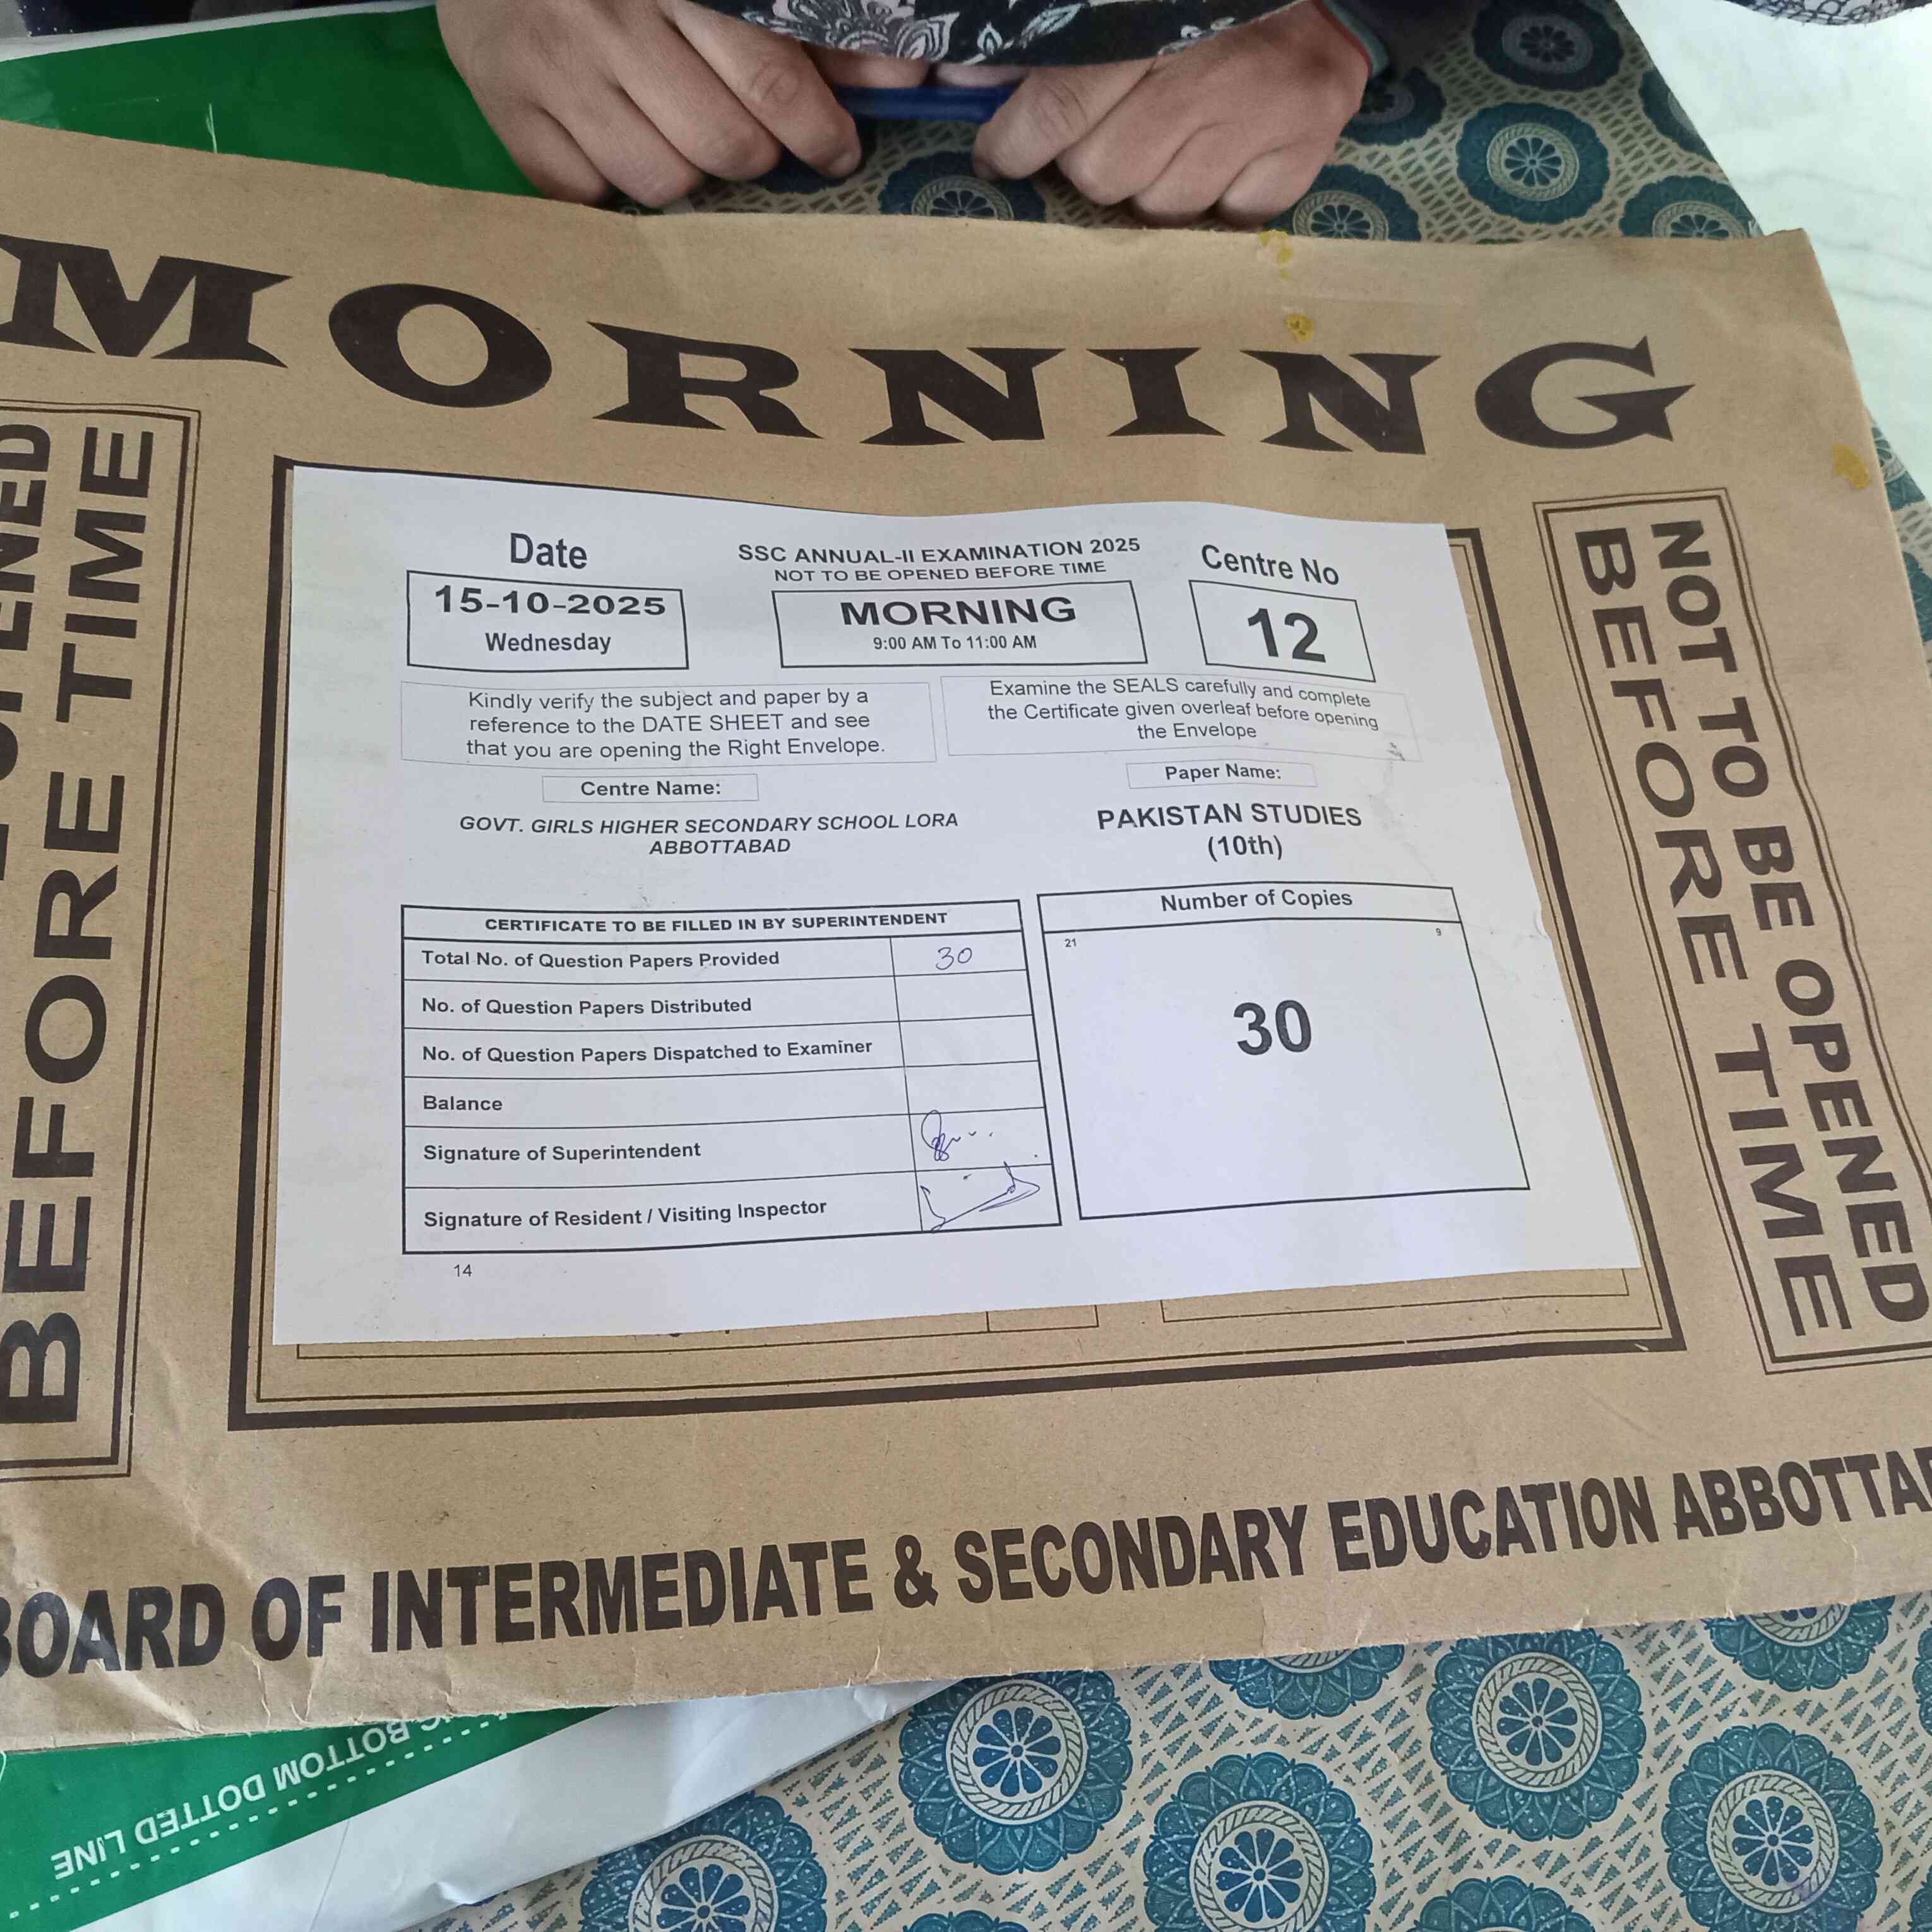 MORNING
BEFORE TIME
NOT TO BE OPENED
BEFORE TIME
Date
15-10-2025
Wednesday
SSC ANNUAL-II EXAMINATION 2025
NOT TO BE OPENED BEFORE TIME
MORNING
9:00 AM To 11:00 AM
Centre No
12
Kindly verify the subject and paper by a
reference to the DATE SHEET and see
that you are opening the Right Envelope.
Examine the SEALS carefully and complete
the Certificate given overleaf before opening
the Envelope
Centre Name:
GOVT. GIRLS HIGHER SECONDARY SCHOOL LORA
ABBOTTABAD
Paper Name:
PAKISTAN STUDIES
(10th)
CERTIFICATE TO BE FILLED IN BY SUPERINTENDENT
Total No. of Question Papers Provided 30
No. of Question Papers Distributed
No. of Question Papers Dispatched to Examiner
Balance
Signature of Superintendent
Signature of Resident / Visiting Inspector
14
Number of Copies
21 9
30
BOARD OF INTERMEDIATE & SECONDARY EDUCATION ABBOTTA
BOTTOM DOTTED LINE